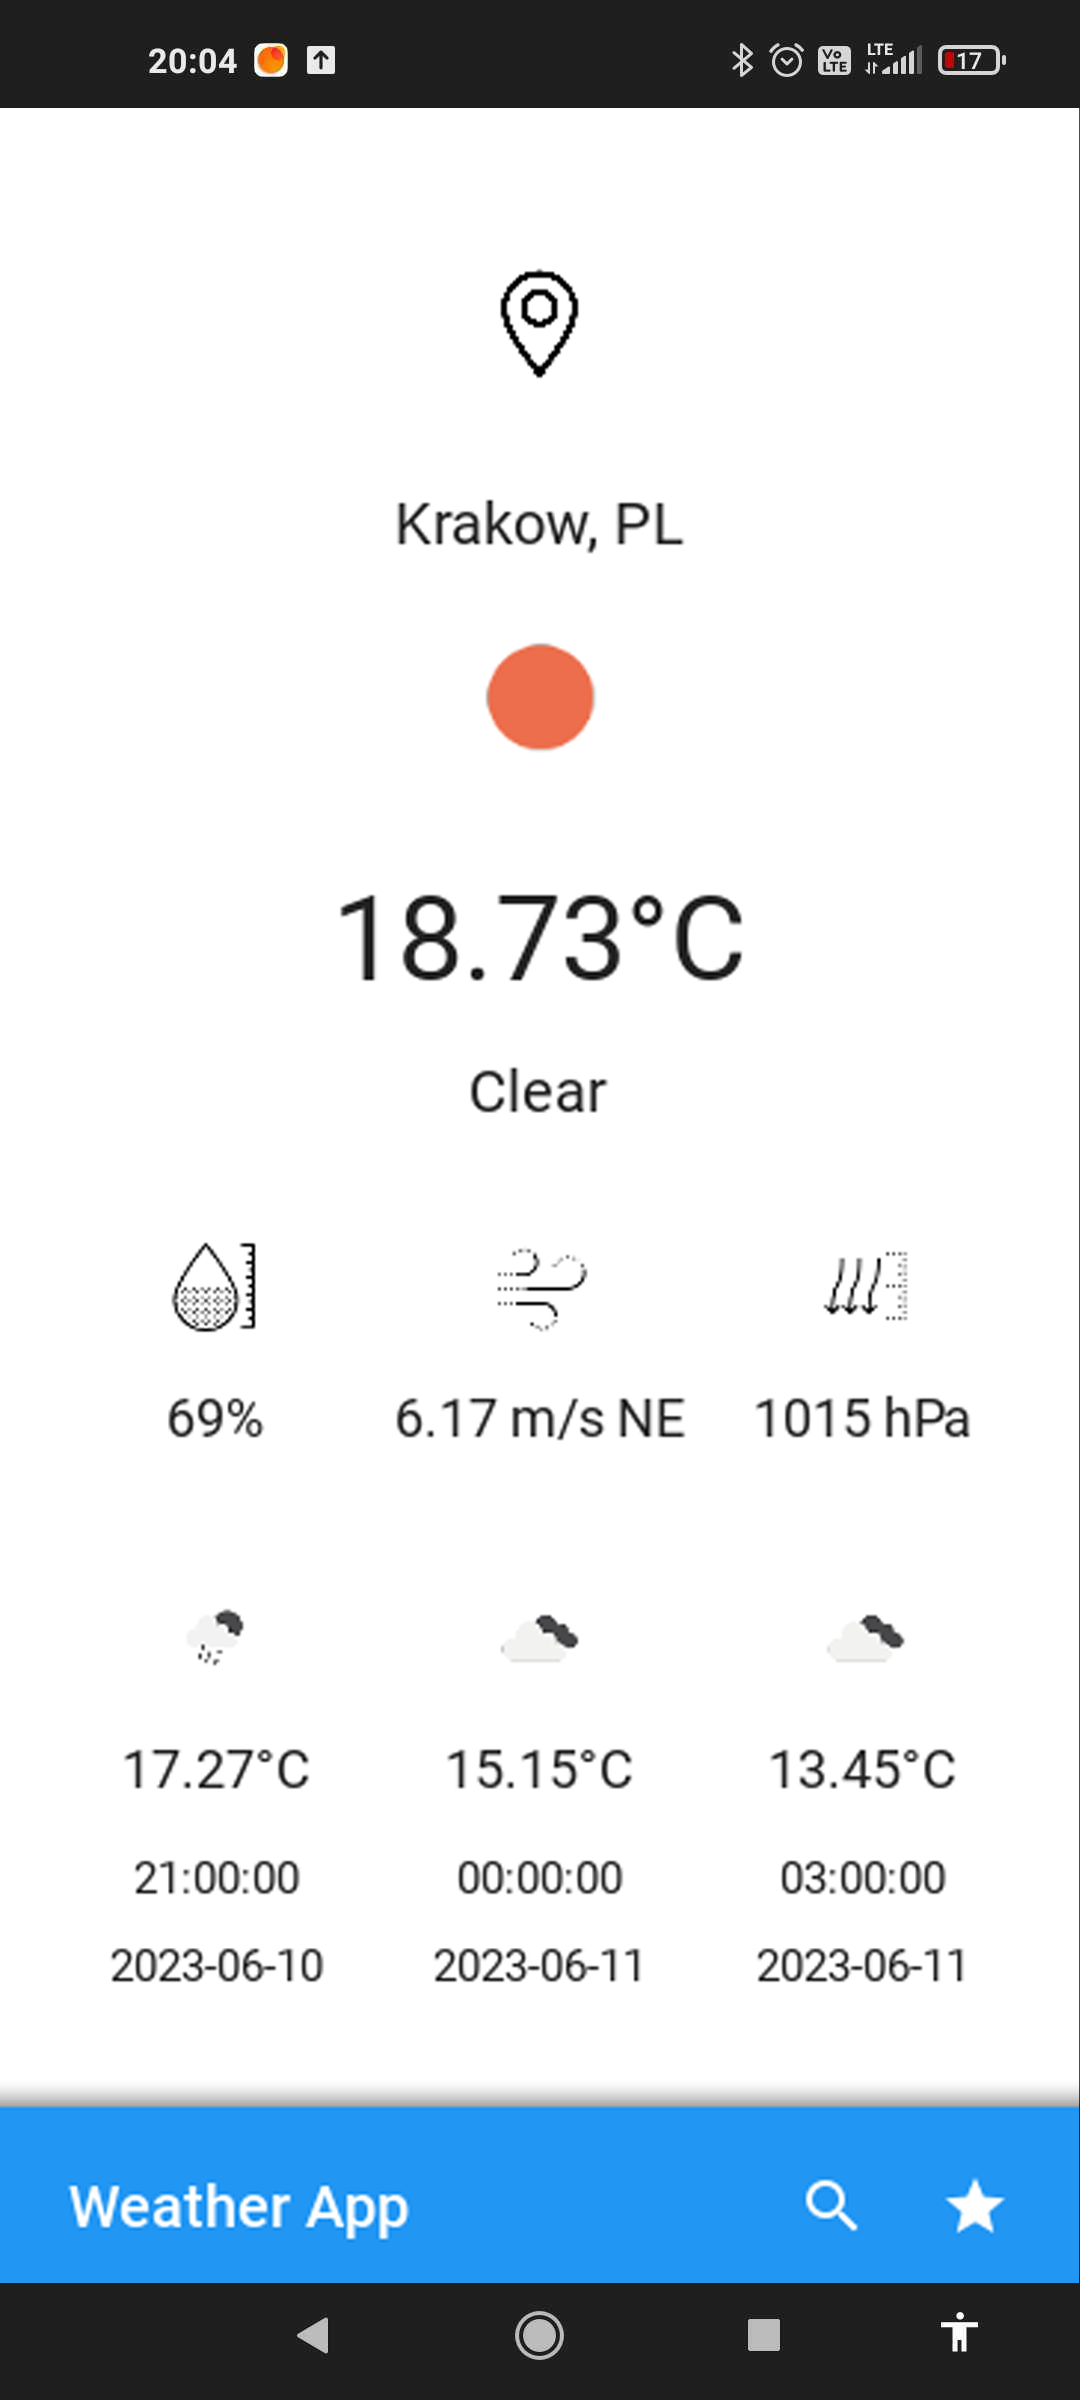 20:04 Vo LTE LTE 17
Krakow, PL
18.73°C
Clear
69% 6.17 m/s NE 1015 hPa
17.27°C 15.15°C 13.45°C
21:00:00 00:00:00 03:00:00
2023-06-10 2023-06-11 2023-06-11
Weather App